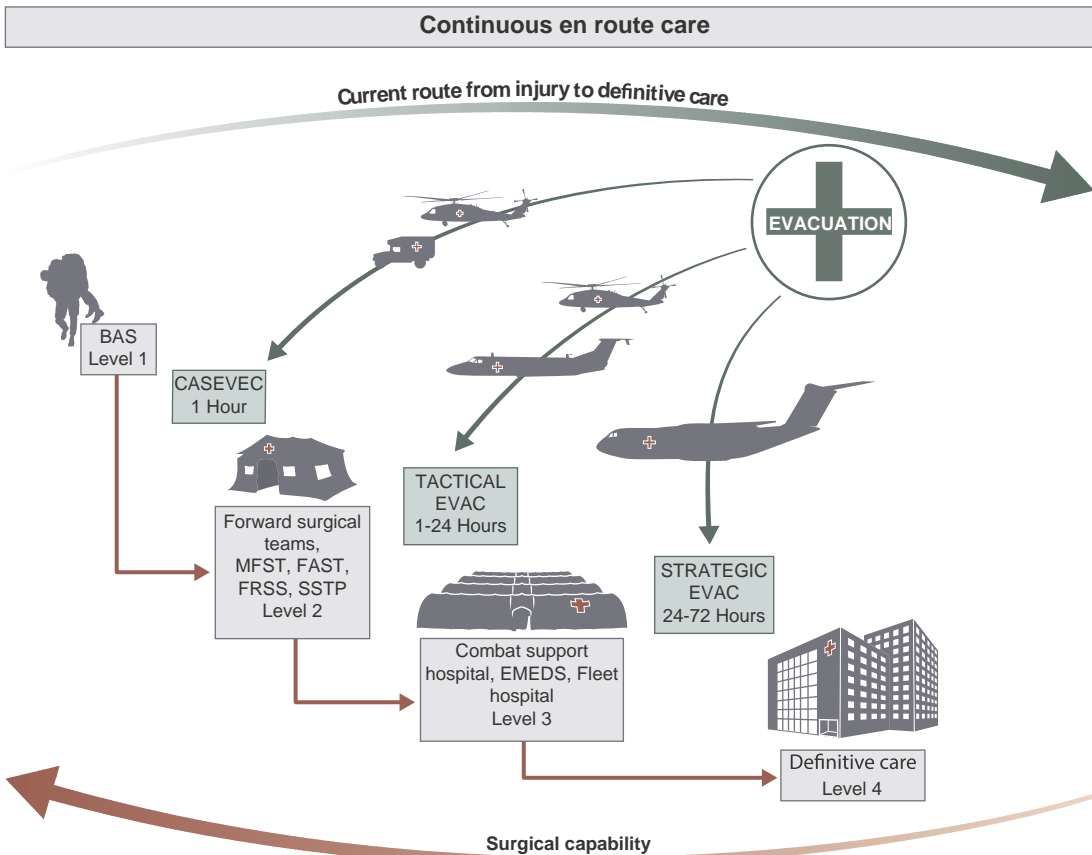 Continuous en route care
Current route from injury to definitive care
EVACUATION
BAS
Level 1
CASEVEC
1 Hour
Forward surgical
teams,
MFST, FAST,
FRSS, SSTP
Level 2
TACTICAL
EVAC
1-24 Hours
Combat support
hospital, EMEDS, Fleet
hospital
Level 3
STRATEGIC
EVAC
24-72 Hours
Definitive care
Level 4
Surgical capability